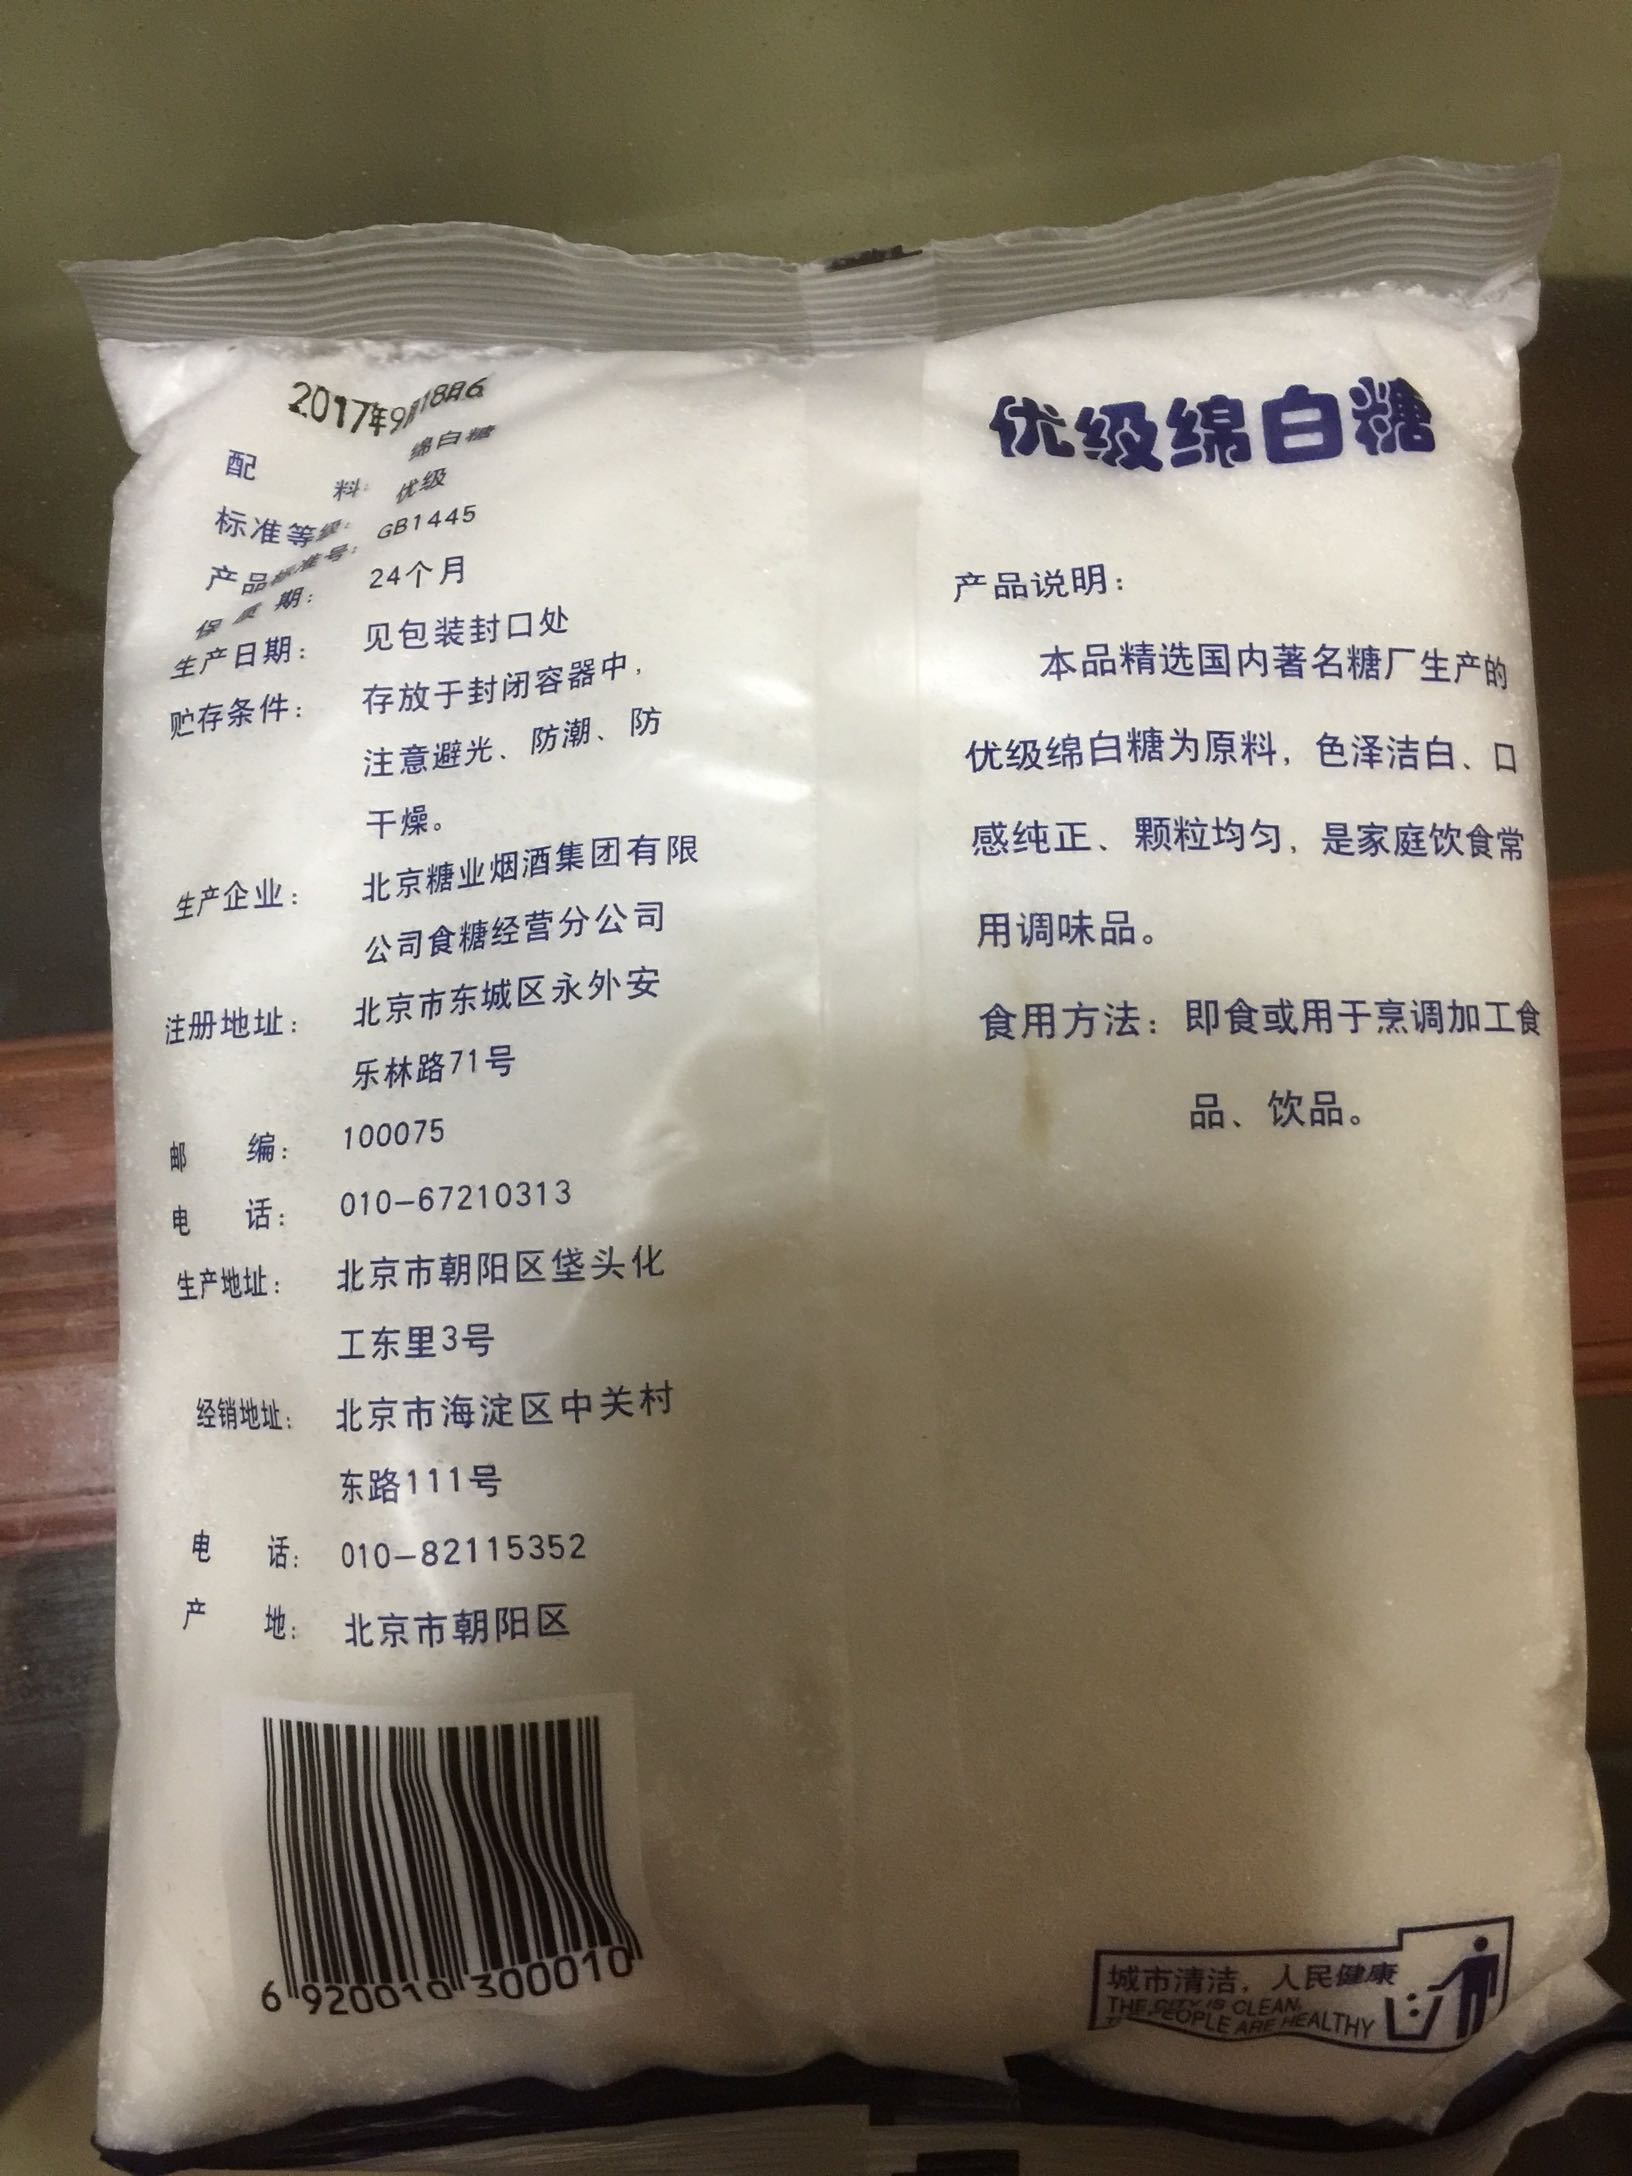 2017年9月18日6
配 料: 绵白糖
标准等级: 优级
产品标准号: GB1445
保质期: 24个月
生产日期: 见包装封口处
贮存条件: 存放于封闭容器中,
注意避光、防潮、防
干燥。
生产企业: 北京糖业烟酒集团有限
公司食糖经营分公司
注册地址: 北京市东城区永外安
乐林路71号
邮 编: 100075
电 话: 010-67210313
生产地址: 北京市朝阳区垡头化
工东里3号
经销地址: 北京市海淀区中关村
东路111号
电 话: 010-82115352
产 地: 北京市朝阳区
6 920010 300010
优级绵白糖
产品说明:
本品精选国内著名糖厂生产的
优级绵白糖为原料, 色泽洁白、口
感纯正、颗粒均匀, 是家庭饮食常
用调味品。
食用方法: 即食或用于烹调加工食
品、饮品。
城市清洁, 人民健康
THE CITY IS CLEAN,
THE PEOPLE ARE HEALTHY